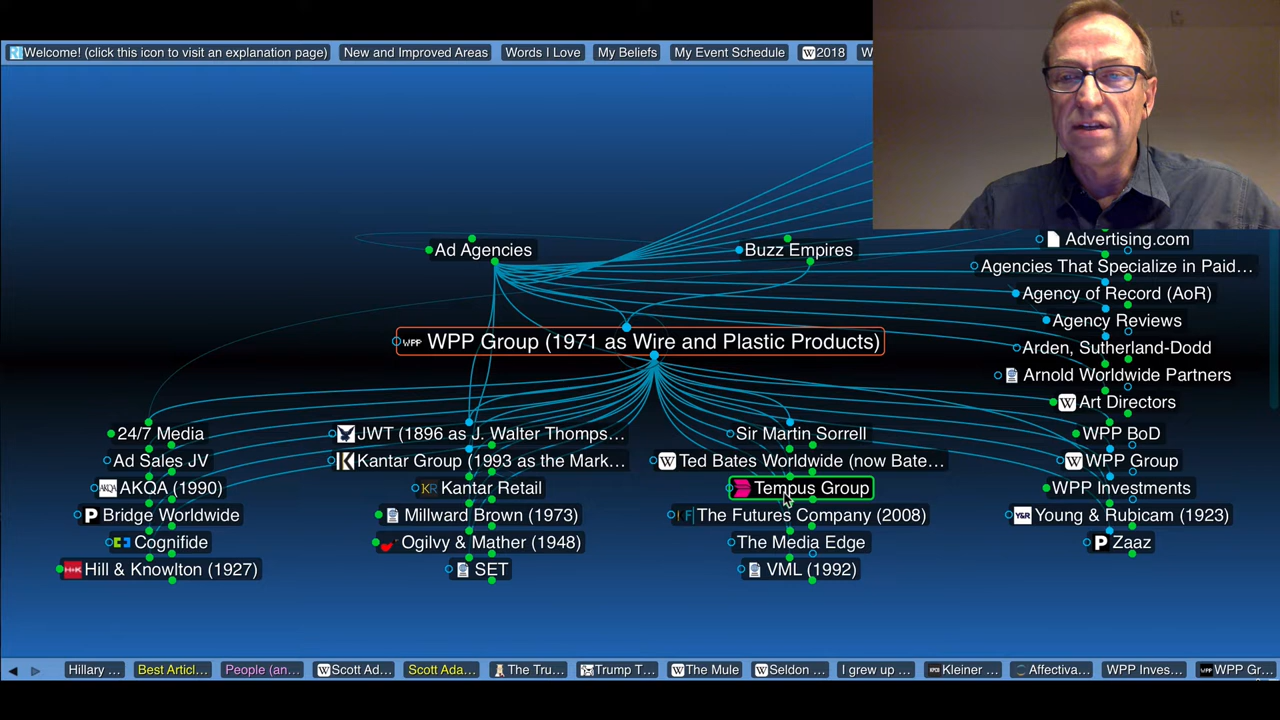 Welcome! (click this icon to visit an explanation page) New and Improved Areas Words I Love My Beliefs My Event Schedule W 2018 W
Ad Agencies
Buzz Empires
Advertising.com
Agencies That Specialize in Paid...
Agency of Record (AoR)
Agency Reviews
Arden, Sutherland-Dodd
Arnold Worldwide Partners
W Art Directors
WPP WPP Group (1971 as Wire and Plastic Products)
24/7 Media
Ad Sales JV
AKQA AKQA (1990)
P Bridge Worldwide
Cognifide
H+K Hill & Knowlton (1927)
JWT (1896 as J. Walter Thomps...
K Kantar Group (1993 as the Mark...
KR Kantar Retail
Millward Brown (1973)
Ogilvy & Mather (1948)
SET
Sir Martin Sorrell
W Ted Bates Worldwide (now Bate...
Tempus Group
F The Futures Company (2008)
The Media Edge
VML (1992)
WPP BoD
W WPP Group
WPP Investments
Y&R Young & Rubicam (1923)
P Zaaz
Hillary ... Best Articl... People (an... W Scott Ad... Scott Ada... The Tru... Trump T... W The Mule W Seldon ... I grew up ... KPCB Kleiner ... Affectiva... WPP Inves... WPP WPP Gr...